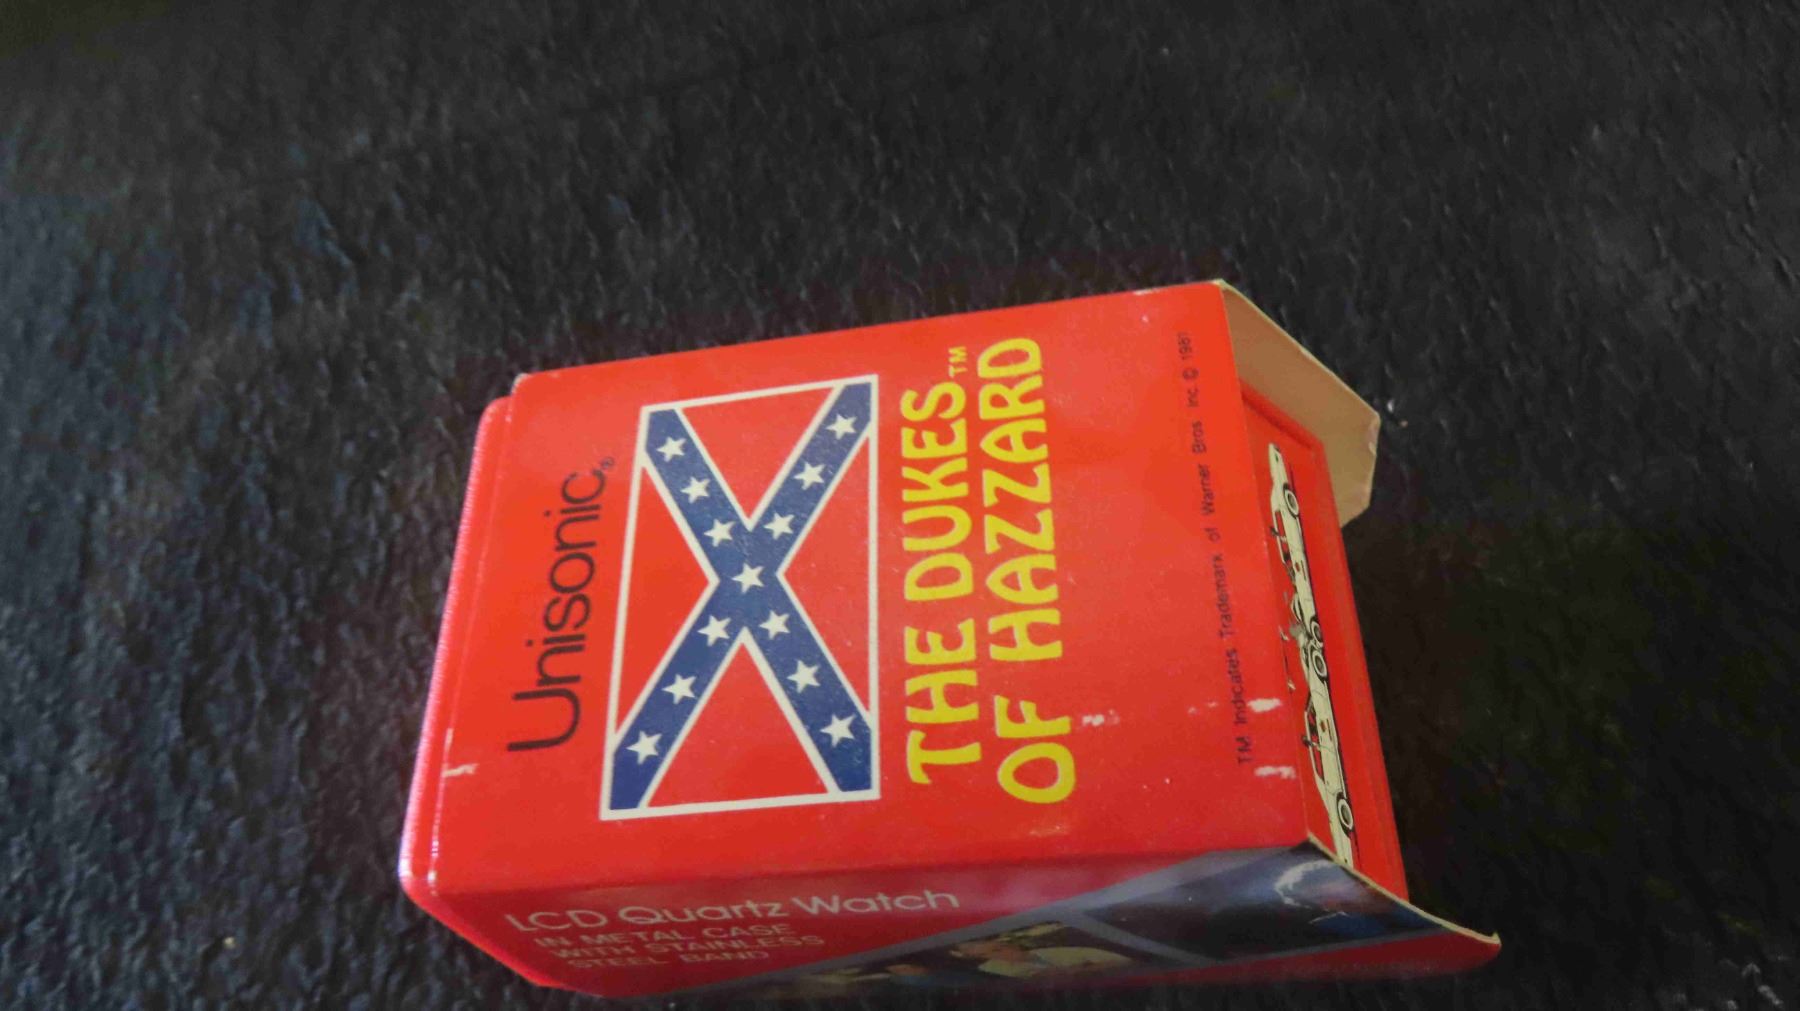 Unisonic®
THE DUKES™
OF HAZZARD
TM Indicates Trademark of Warner Bros Inc. © 1981
LCD Quartz Watch
IN METAL CASE
WITH STAINLESS
STEEL BAND